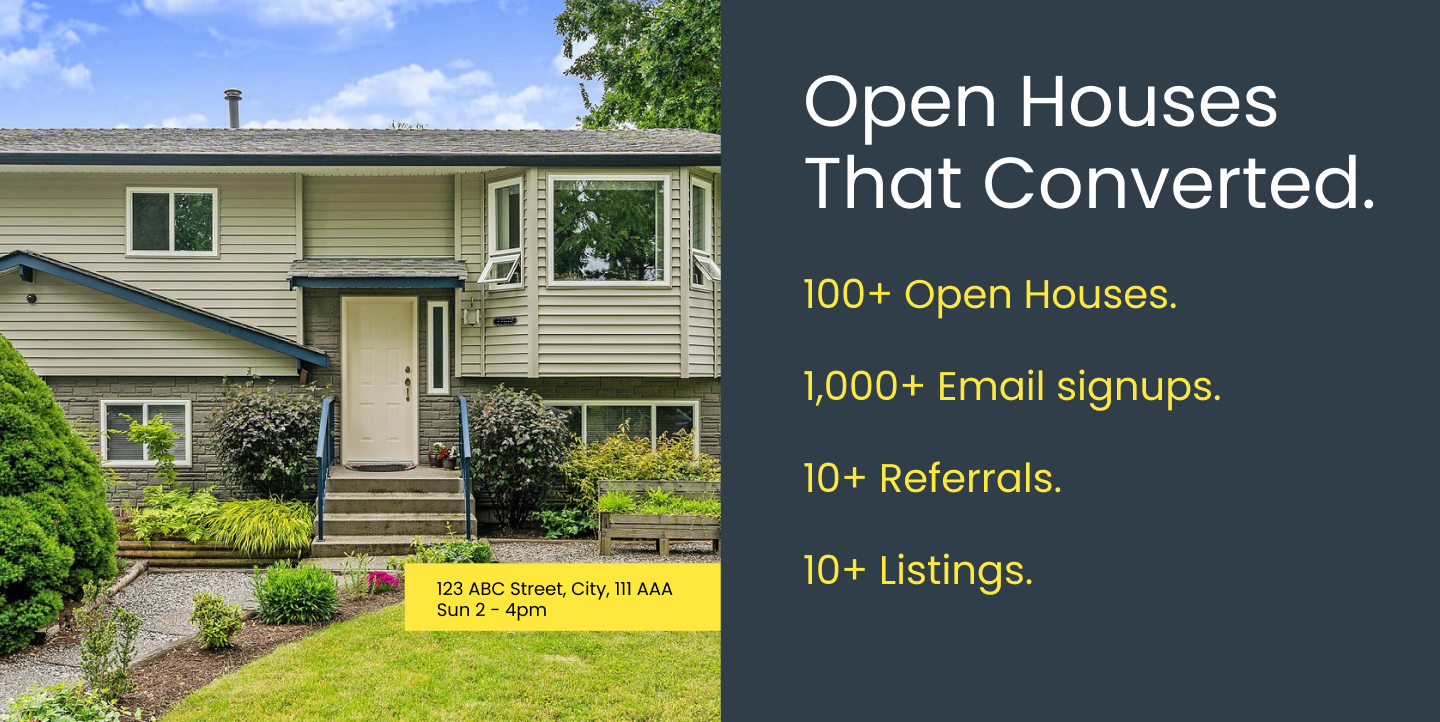 Open Houses
That Converted.
100+ Open Houses.
1,000+ Email signups.
10+ Referrals.
10+ Listings.
123 ABC Street, City, 111 AAA
Sun 2 - 4pm